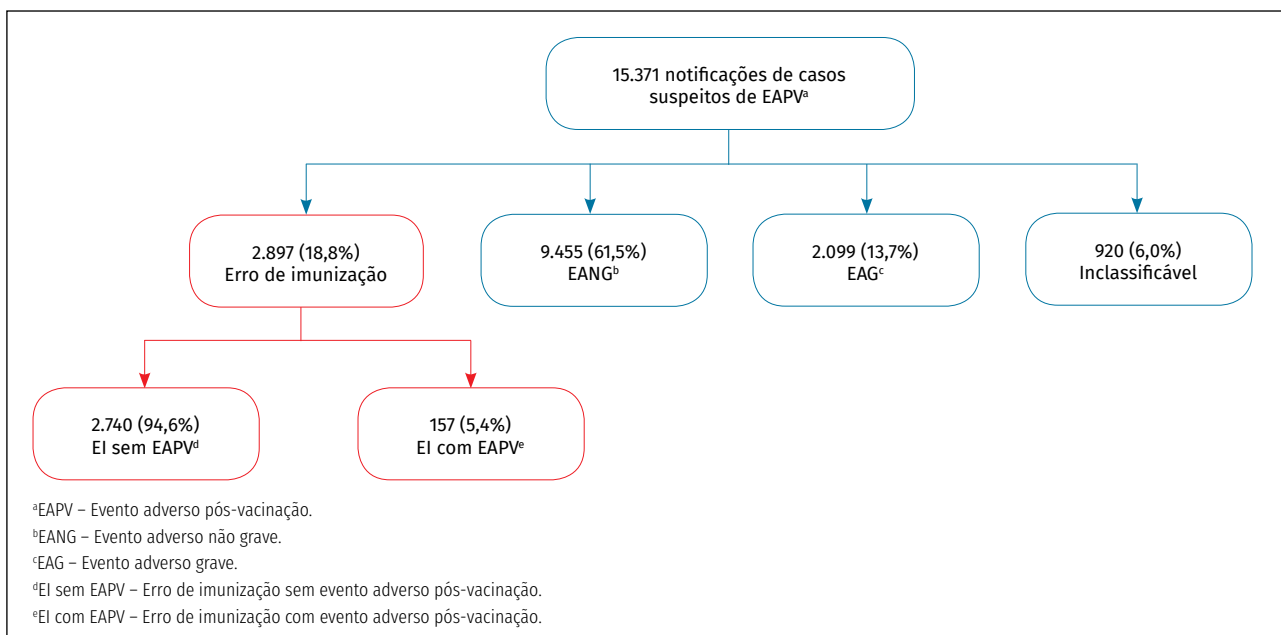 15.371 notificações de casos
suspeitos de EAPVᵃ
2.897 (18,8%)
Erro de imunização
9.455 (61,5%)
EANGᵇ
2.099 (13,7%)
EAGᶜ
920 (6,0%)
Inclassificável
2.740 (94,6%)
EI sem EAPVᵈ
157 (5,4%)
EI com EAPVᵉ
ᵃEAPV – Evento adverso pós-vacinação.
ᵇEANG – Evento adverso não grave.
ᶜEAG – Evento adverso grave.
ᵈEI sem EAPV – Erro de imunização sem evento adverso pós-vacinação.
ᵉEI com EAPV – Erro de imunização com evento adverso pós-vacinação.